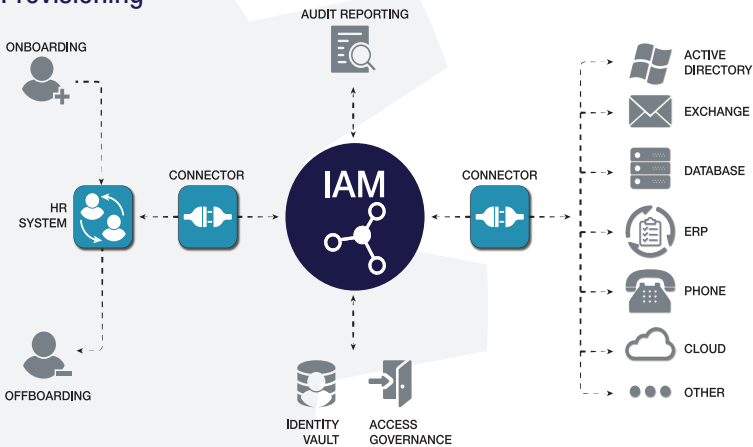 Provisioning
AUDIT REPORTING
ONBOARDING
ACTIVE
DIRECTORY
EXCHANGE
CONNECTOR
IAM
CONNECTOR
DATABASE
HR
SYSTEM
ERP
PHONE
CLOUD
OFFBOARDING
OTHER
IDENTITY
VAULT
ACCESS
GOVERNANCE